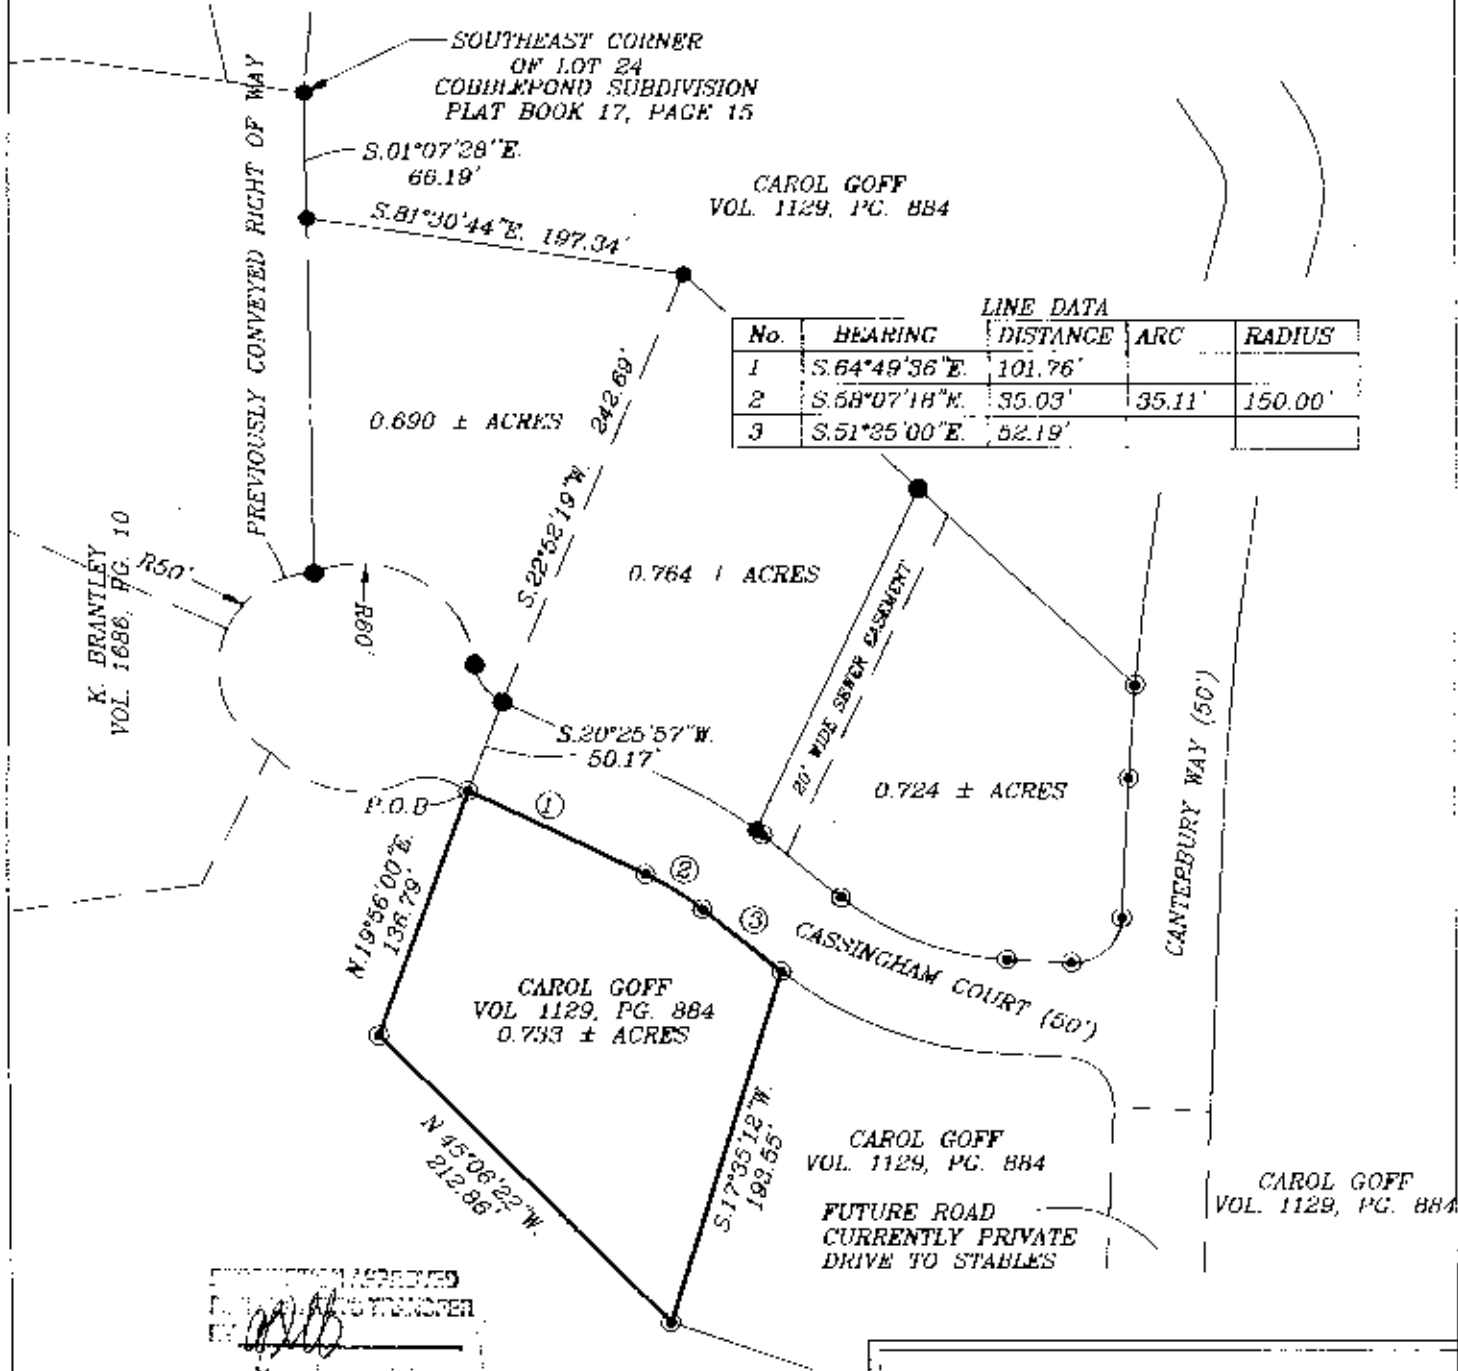 SOUTHEAST CORNER
OF LOT 24
COBBLEPOND SUBDIVISION
PLAT BOOK 17, PAGE 15
PREVIOUSLY CONVEYED RIGHT OF WAY
S.01°07'28"E.
66.19'
S.81°30'44"E. 197.34'
CAROL GOFF
VOL. 1129, PG. 884
LINE DATA
No. BEARING DISTANCE ARC RADIUS
1 S.64°49'36"E. 101.76'
2 S.58°07'18"E. 35.03' 35.11' 150.00'
3 S.51°25'00"E. 52.19'
0.690 ± ACRES
S.22°52'19"W. 242.69'
K. BRANTLEY
VOL. 1686, PG. 10
R50'
R60'
0.764 ± ACRES
20' WIDE SEWER EASEMENT
S.20°25'57"W.
50.17'
0.724 ± ACRES
CANTERBURY WAY (50')
P.O.B
1
2
3
N.19°56'00"E.
136.79'
CASSINGHAM COURT (50')
CAROL GOFF
VOL 1129, PG. 884
0.733 ± ACRES
N 45°06'22"W.
212.86'
S.17°35'12"W.
193.55'
CAROL GOFF
VOL. 1129, PG. 884
FUTURE ROAD
CURRENTLY PRIVATE
DRIVE TO STABLES
CAROL GOFF
VOL. 1129, PG. 884
APPROVED
TO TRANSFER